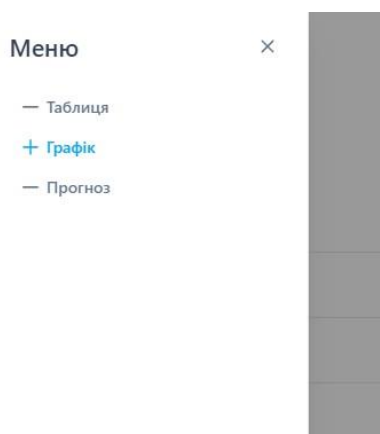 Меню
Таблиця
Графік
Прогноз